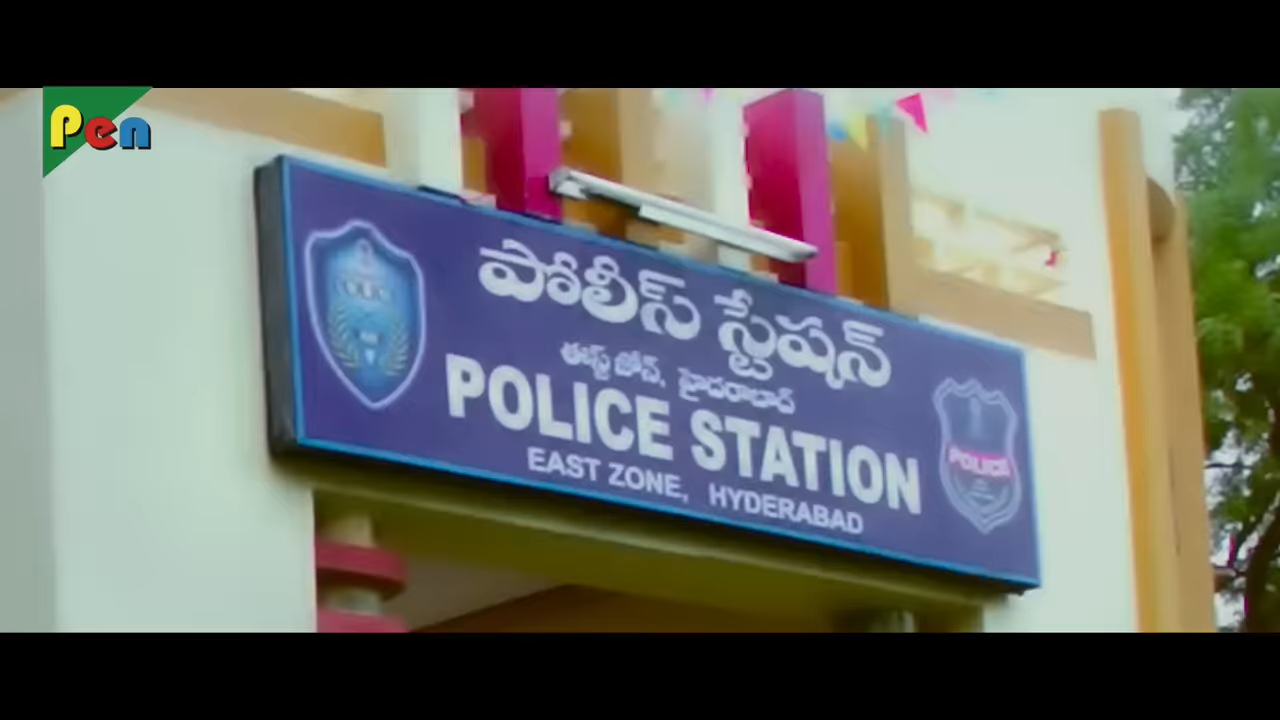 Pen
పోలీస్ స్టేషన్
ఈస్ట్ జోన్, హైదరాబాద్
POLICE STATION
EAST ZONE, HYDERABAD
POLICE